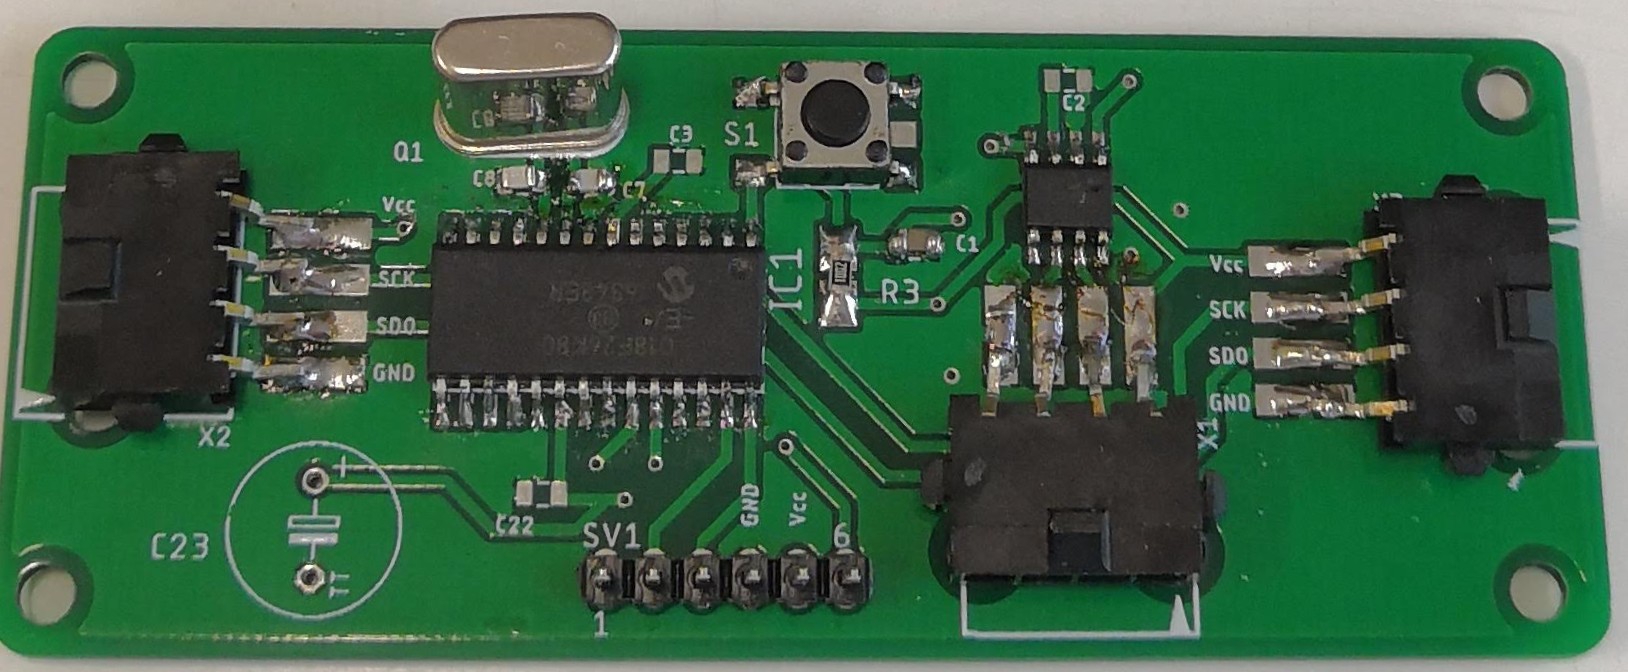 C2
C3
S1
Q1
C8
C7
Vcc
SCK
SDO
GND
X2
IC1
C1
R3
Vcc
SCK
SDO
GND
X1
C23
C22
SV1
GND
Vcc
6
1